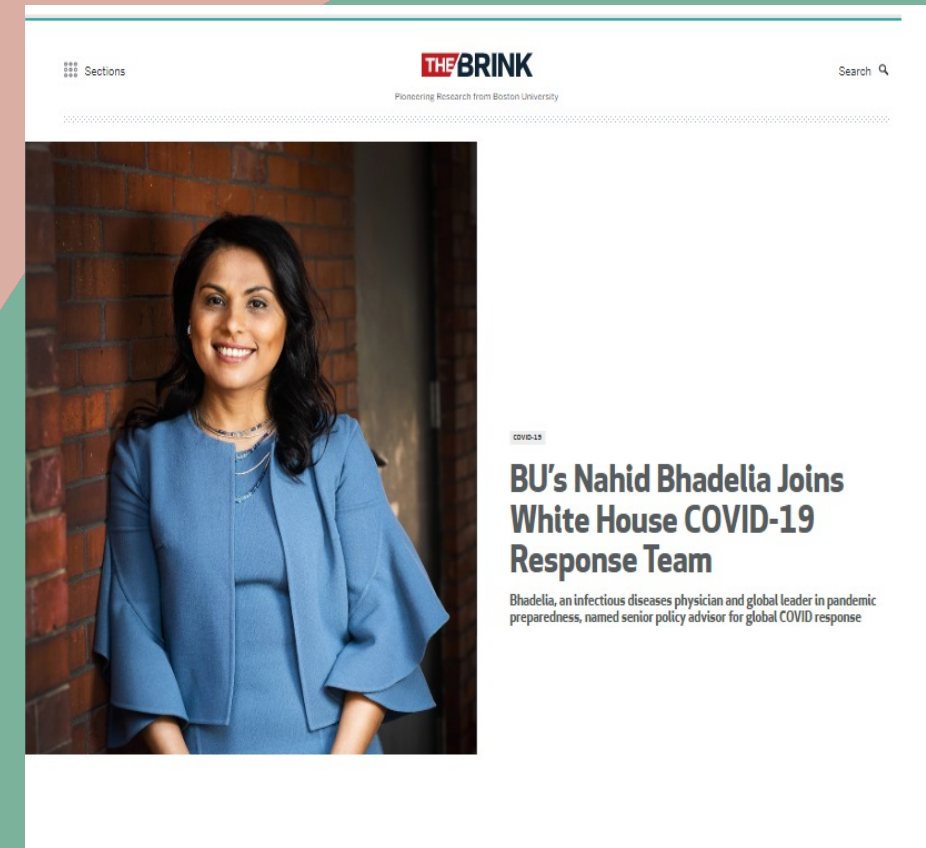 Sections
THE BRINK
Search
Pioneering Research from Boston University
COVID-19
BU's Nahid Bhadelia Joins
White House COVID-19
Response Team
Bhadelia, an infectious diseases physician and global leader in pandemic
preparedness, named senior policy advisor for global COVID response